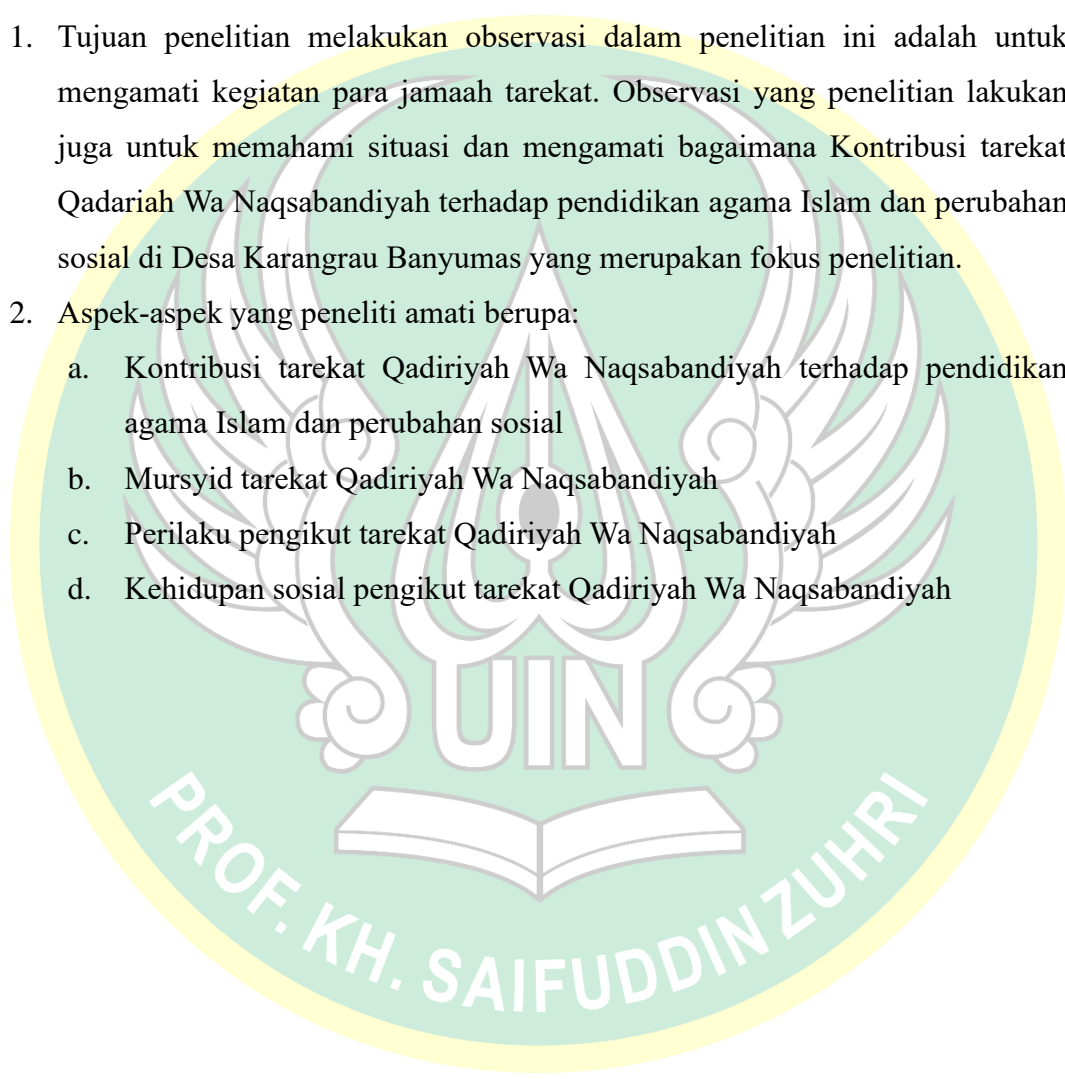 1. Tujuan penelitian melakukan observasi dalam penelitian ini adalah untuk
mengamati kegiatan para jamaah tarekat. Observasi yang penelitian lakukan
juga untuk memahami situasi dan mengamati bagaimana Kontribusi tarekat
Qadariah Wa Naqsabandiyah terhadap pendidikan agama Islam dan perubahan
sosial di Desa Karangrau Banyumas yang merupakan fokus penelitian.
2. Aspek-aspek yang peneliti amati berupa:
a. Kontribusi tarekat Qadiriyah Wa Naqsabandiyah terhadap pendidikan
agama Islam dan perubahan sosial
b. Mursyid tarekat Qadiriyah Wa Naqsabandiyah
c. Perilaku pengikut tarekat Qadiriyah Wa Naqsabandiyah
d. Kehidupan sosial pengikut tarekat Qadiriyah Wa Naqsabandiyah
UIN
PROF. KH. SAIFUDDIN ZUHRI